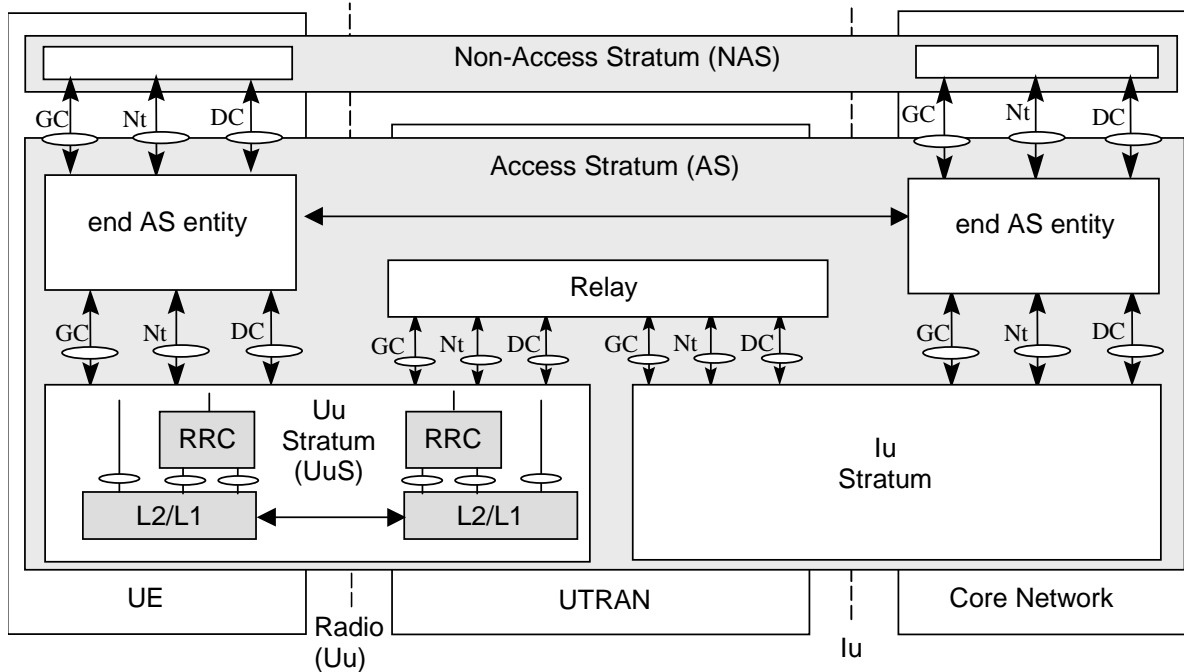 Non-Access Stratum (NAS)
GC Nt DC
GC Nt DC
Access Stratum (AS)
end AS entity
end AS entity
Relay
GC Nt DC
GC Nt DC
GC Nt DC
GC Nt DC
RRC
Uu
Stratum
(UuS)
RRC
L2/L1
L2/L1
Iu
Stratum
UE
UTRAN
Core Network
Radio
(Uu)
Iu